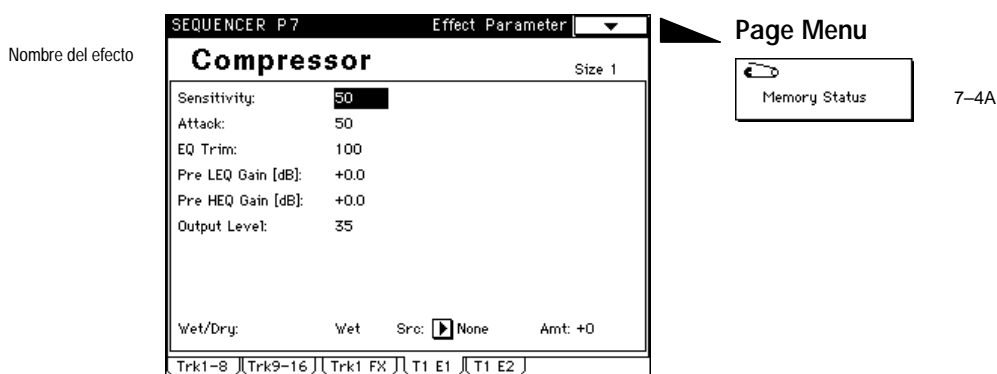 SEQUENCER P7 Effect Parameter
Nombre del efecto
Compressor
Size 1
Sensitivity: 50
Attack: 50
EQ Trim: 100
Pre LEQ Gain [dB]: +0.0
Pre HEQ Gain [dB]: +0.0
Output Level: 35
Wet/Dry: Wet Src: None Amt: +0
Trk1-8 Trk9-16 Trk1 FX T1 E1 T1 E2
Page Menu
Memory Status
7–4A